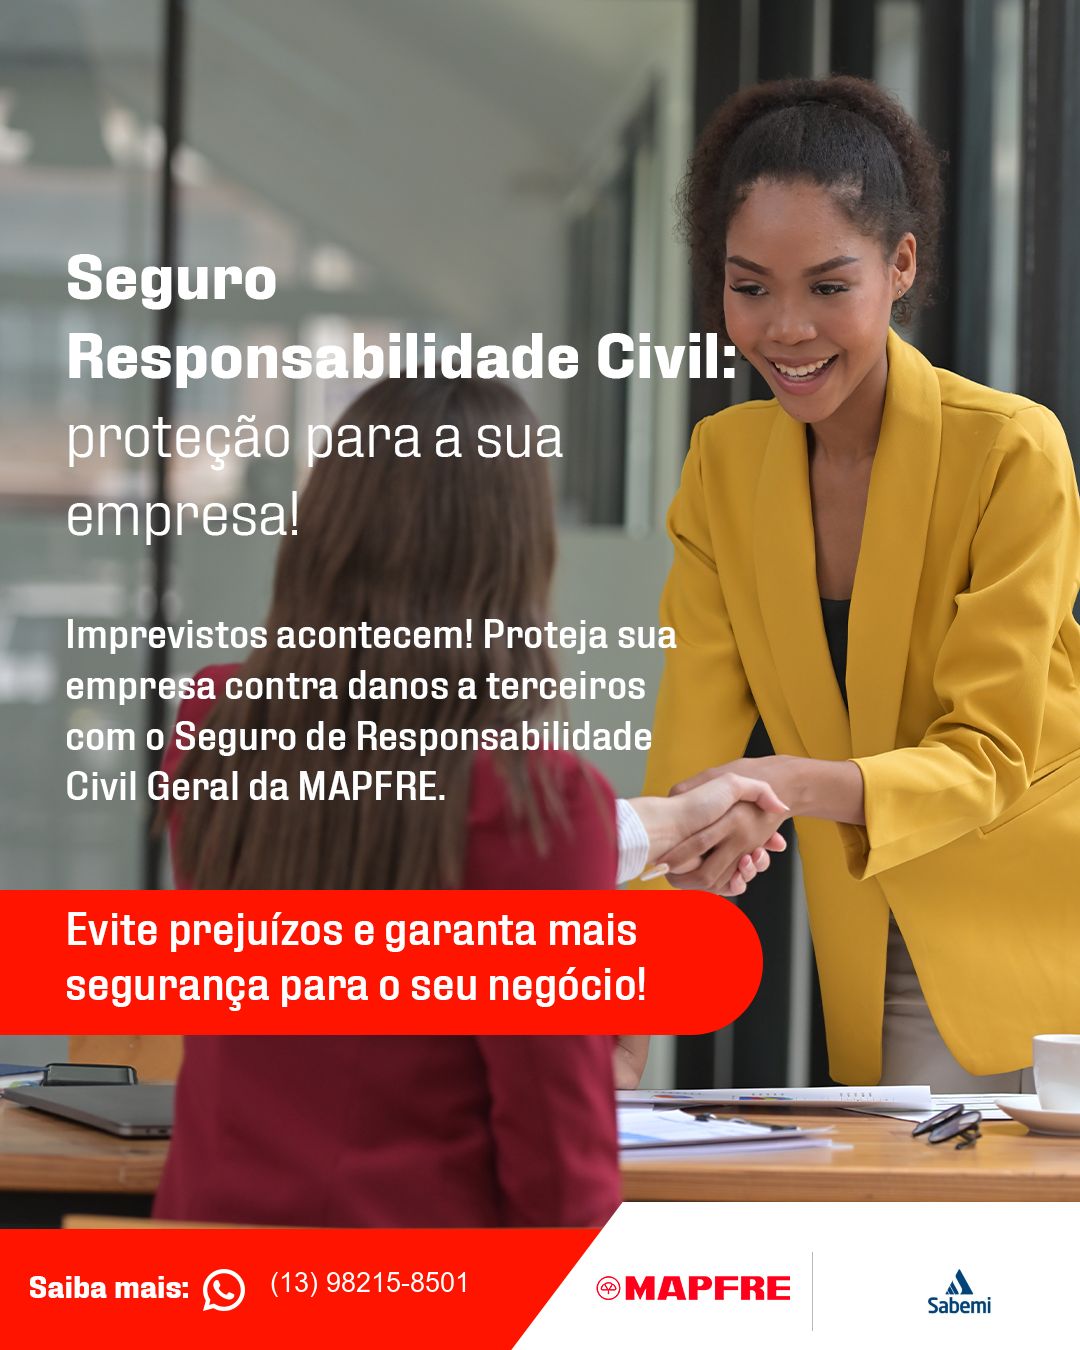 Seguro
Responsabilidade Civil:
proteção para a sua
empresa!
Imprevistos acontecem! Proteja sua
empresa contra danos a terceiros
com o Seguro de Responsabilidade
Civil Geral da MAPFRE.
Evite prejuízos e garanta mais
segurança para o seu negócio!
Saiba mais: (13) 98215-8501
MAPFRE
Sabemi